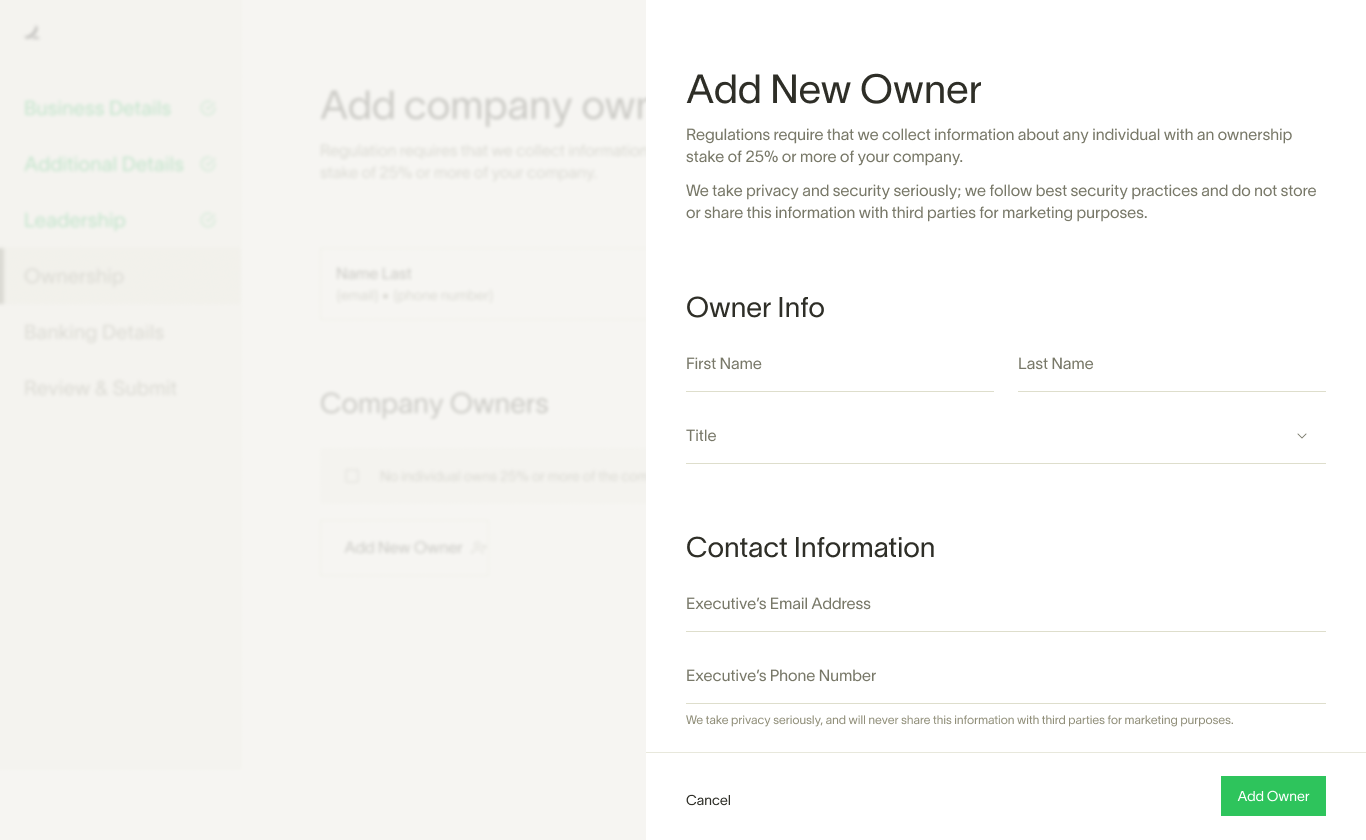 Business Details
Additional Details
Leadership
Ownership
Banking Details
Review & Submit
Add company own
Regulation requires that we collect information
stake of 25% or more of your company.
Name Last
(email) • (phone number)
Company Owners
No individual owns 25% or more of the
Add New Owner
Add New Owner
Regulations require that we collect information about any individual with an ownership
stake of 25% or more of your company.
We take privacy and security seriously; we follow best security practices and do not store
or share this information with third parties for marketing purposes.
Owner Info
First Name
Last Name
Title
Contact Information
Executive’s Email Address
Executive’s Phone Number
We take privacy seriously, and will never share this information with third parties for marketing purposes.
Cancel
Add Owner